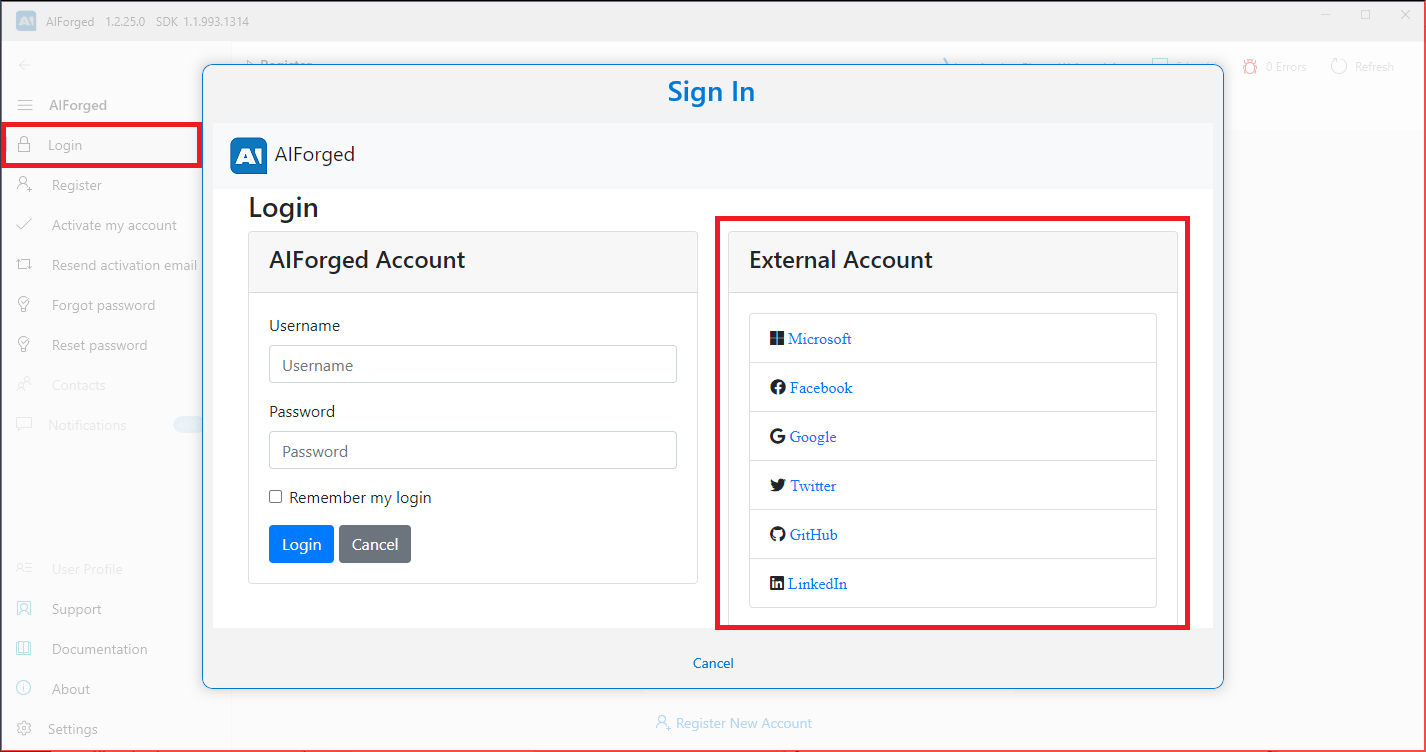 AIForged 1.2.25.0 SDK 1.1.993.1314
Register
0 Errors
Refresh
AIForged
Login
Register
Activate my account
Resend activation email
Forgot password
Reset password
Contacts
Notifications
User Profile
Support
Documentation
About
Settings
Sign In
AI AIForged
Login
AIForged Account
Username
Username
Password
Password
Remember my login
Login Cancel
External Account
Microsoft
Facebook
Google
Twitter
GitHub
LinkedIn
Cancel
Register New Account